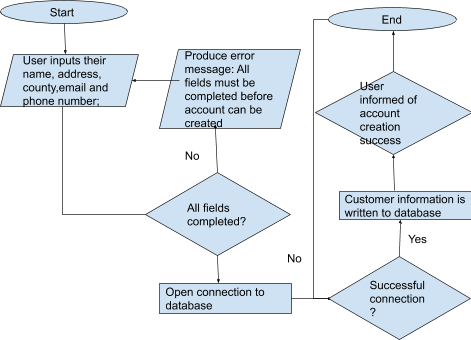 Start
User inputs their
name, address,
county,email and
phone number;
Produce error
message: All
fields must be
completed before
account can be
created
No
All fields
completed?
Open connection to
database
No
Successful
connection
?
Yes
Customer information is
written to database
User
informed of
account
creation
success
End